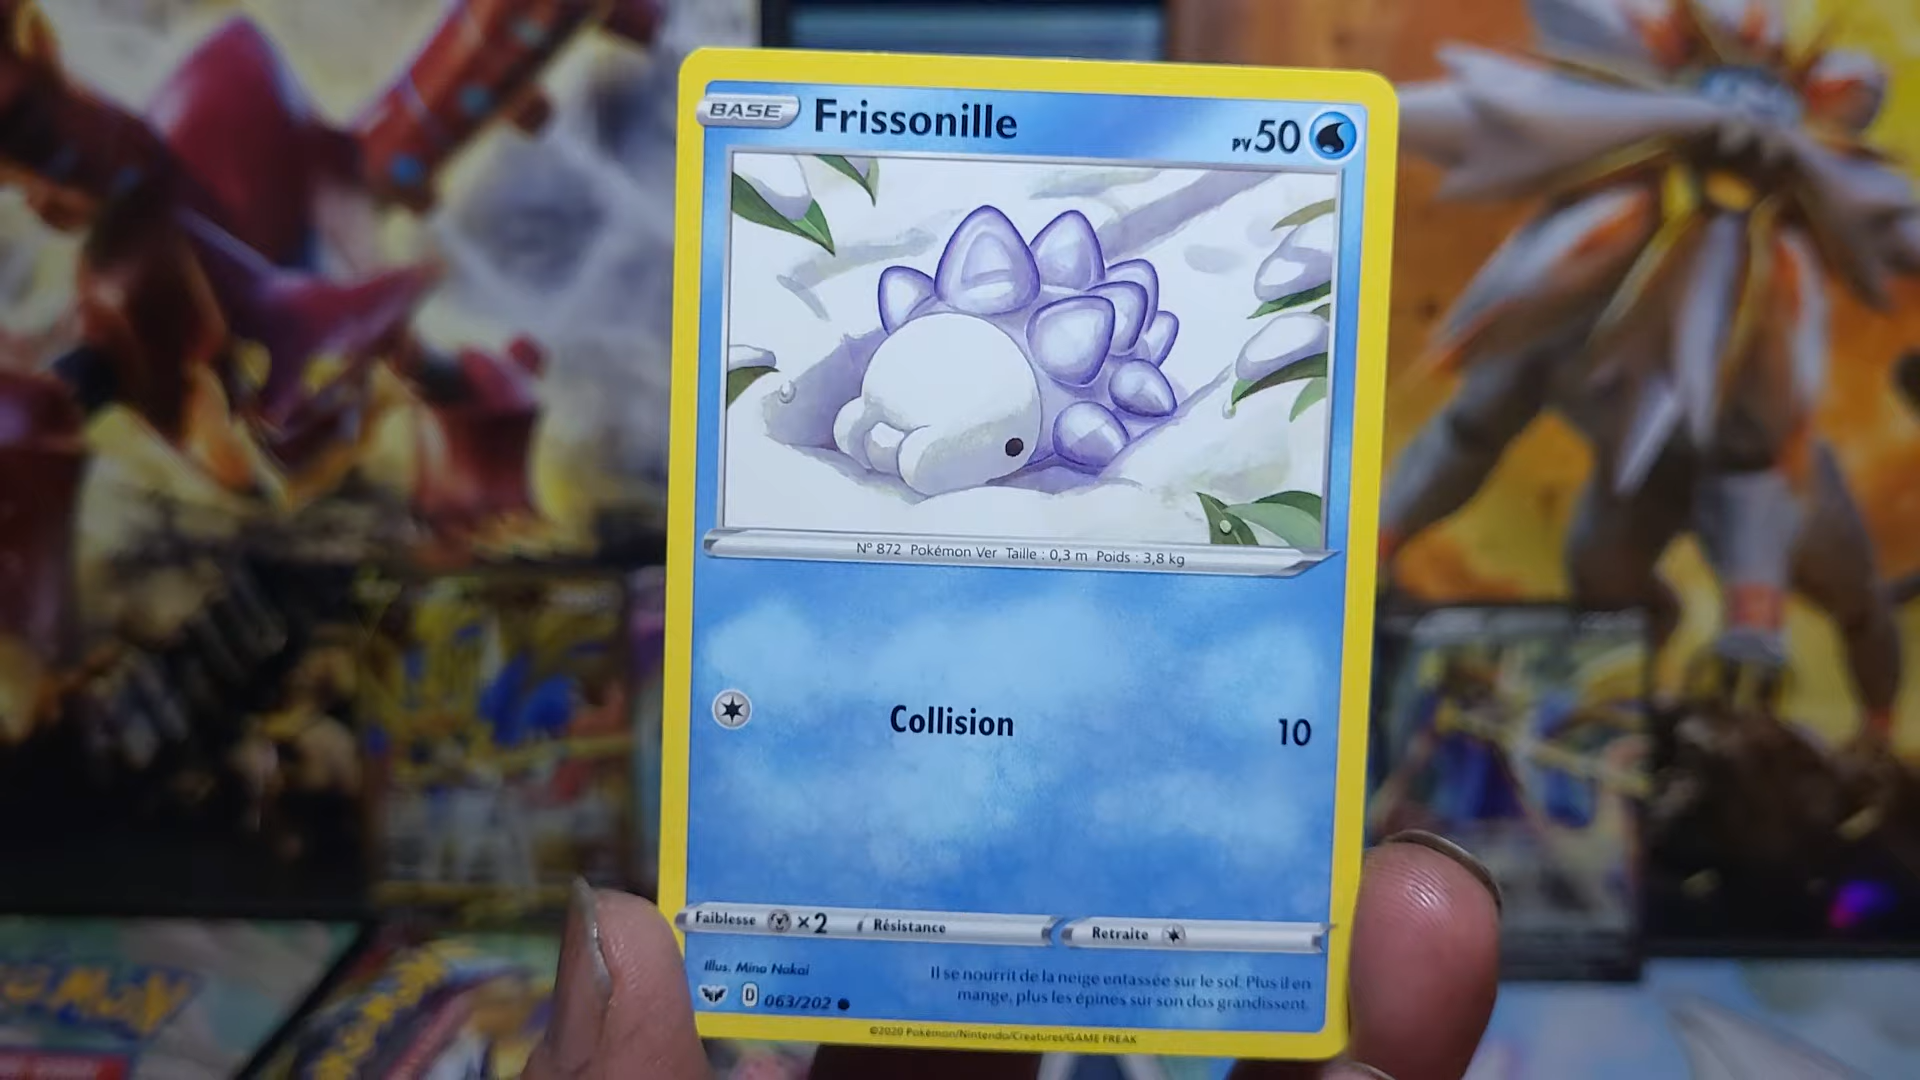 BASE Frissonille PV50
N° 872 Pokémon Ver Taille : 0,3 m Poids : 3,8 kg
Collision 10
Faiblesse ×2 Résistance Retraite
Illus. Mina Nakai
Il se nourrit de la neige entassée sur le sol. Plus il en
mange, plus les épines sur son dos grandissent.
D 063/202
©2020 Pokémon/Nintendo/Creatures/GAME FREAK